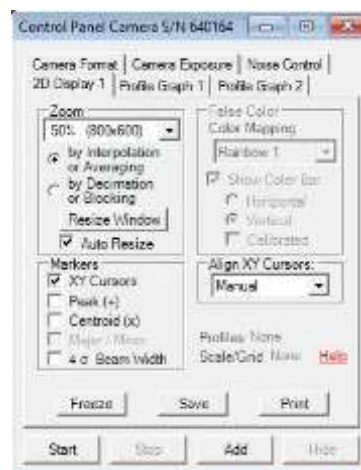 Control Panel Camera S/N 640164
Camera Format Camera Exposure Noise Control
2D Display 1 Profile Graph 1 Profile Graph 2
Zoom
50% (800x600)
by Interpolation
or Averaging
by Decimation
or Blocking
Resize Window
Auto Resize
False Color
Color Mapping
Rainbow 1
Show Color Bar
Horizontal
Vertical
Calibrated
Markers
XY Cursors
Peak (+)
Centroid (x)
Major / Minor
4 σ Beam Width
Align XY Cursors:
Manual
Profiles None
Scale/Grid None Help
Freeze Save Print
Start Stop Add Hide